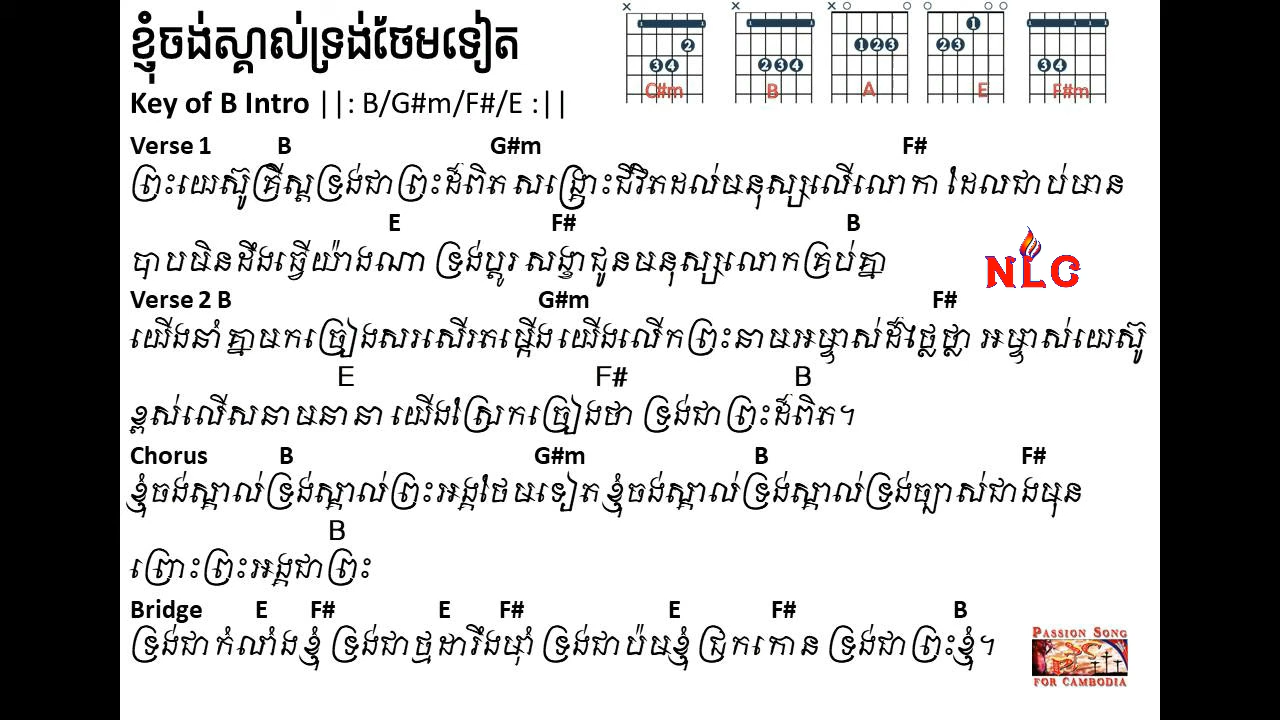 ខ្ញុំចង់ស្គាល់ទ្រង់ថែមទៀត
C#m B A E F#m
Key of B Intro ||: B/G#m/F#/E :||
Verse 1 B G#m F#
ព្រះយេស៊ូគ្រីស្តទ្រង់ជាព្រះដ៏ពិត សង្គ្រោះជីវិតដល់មនុស្សលើលោកា ដែលជាប់មាន
E F# B
បាបមិនដឹងធ្វើយ៉ាងណា ទ្រង់ប្តូរ សង្ខាជូនមនុស្សលោកគ្រប់គ្នា
NLC
Verse 2 B G#m F#
យើងនាំគ្នាមកច្រៀងសរសើរតម្កើង យើងលើកព្រះនាមអម្ចាស់ដ៏ថ្លៃថ្លា អម្ចាស់យេស៊ូ
E F# B
ខ្ពស់លើសនាមនានា យើងស្រែកច្រៀងថា ទ្រង់ជាព្រះដ៏ពិត។
Chorus B G#m B F#
ខ្ញុំចង់ស្គាល់ទ្រង់ស្គាល់ព្រះអង្គថែមទៀត ខ្ញុំចង់ស្គាល់ទ្រង់ស្គាល់ទ្រង់ច្បាស់ជាងមុន
B
ព្រោះព្រះអង្គជាព្រះ
Bridge E F# E F# E F# B
ទ្រង់ជាកំលាំងខ្ញុំ ទ្រង់ជាថ្មដារឹងមុាំ ទ្រង់ជាប៉មខ្ញុំ ជ្រកកោន ទ្រង់ជាព្រះខ្ញុំ។
PASSION SONG
FOR CAMBODIA